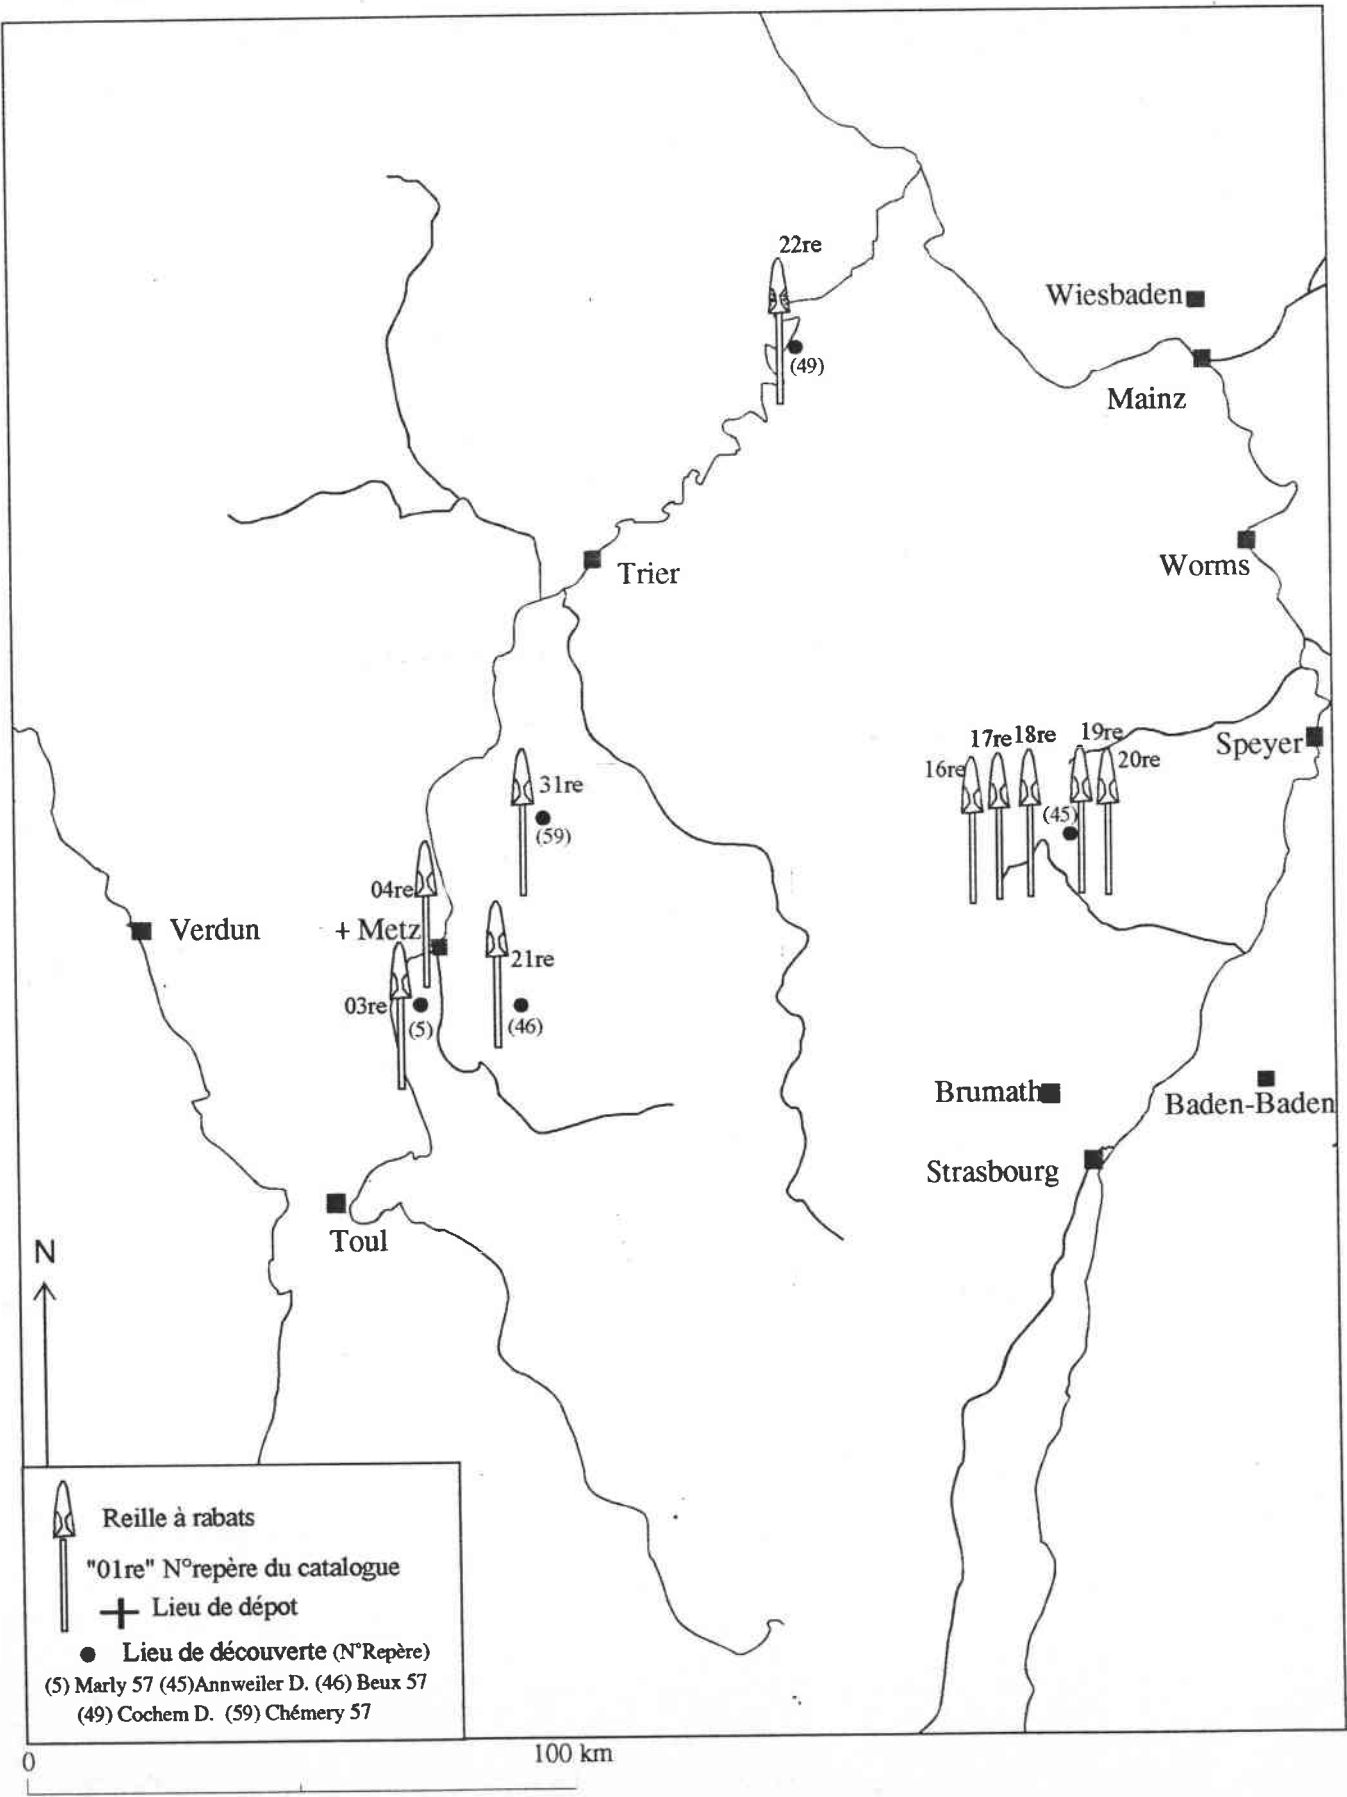 22re
Wiesbaden
(49)
Mainz
Worms
Trier
17re 18re 19re
Speyer
16re
20re
31re
(45)
(59)
04re
Verdun
+ Metz
21re
03re
(5)
(46)
Brumath
Baden-Baden
Strasbourg
Toul
N
Reille à rabats
"01re" N°repère du catalogue
Lieu de dépot
Lieu de découverte (N°Repère)
(5) Marly 57 (45)Annweiler D. (46) Beux 57
(49) Cochem D. (59) Chémery 57
0
100 km